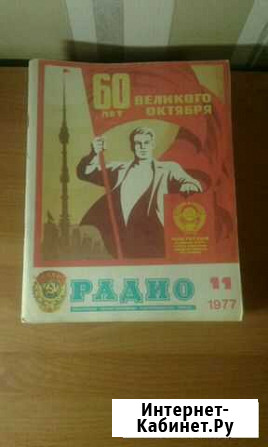 60 ЛЕТ
ВЕЛИКОГО
ОКТЯБРЯ
РАДИО
11
1977
Интернет-
Кабинет.Ру